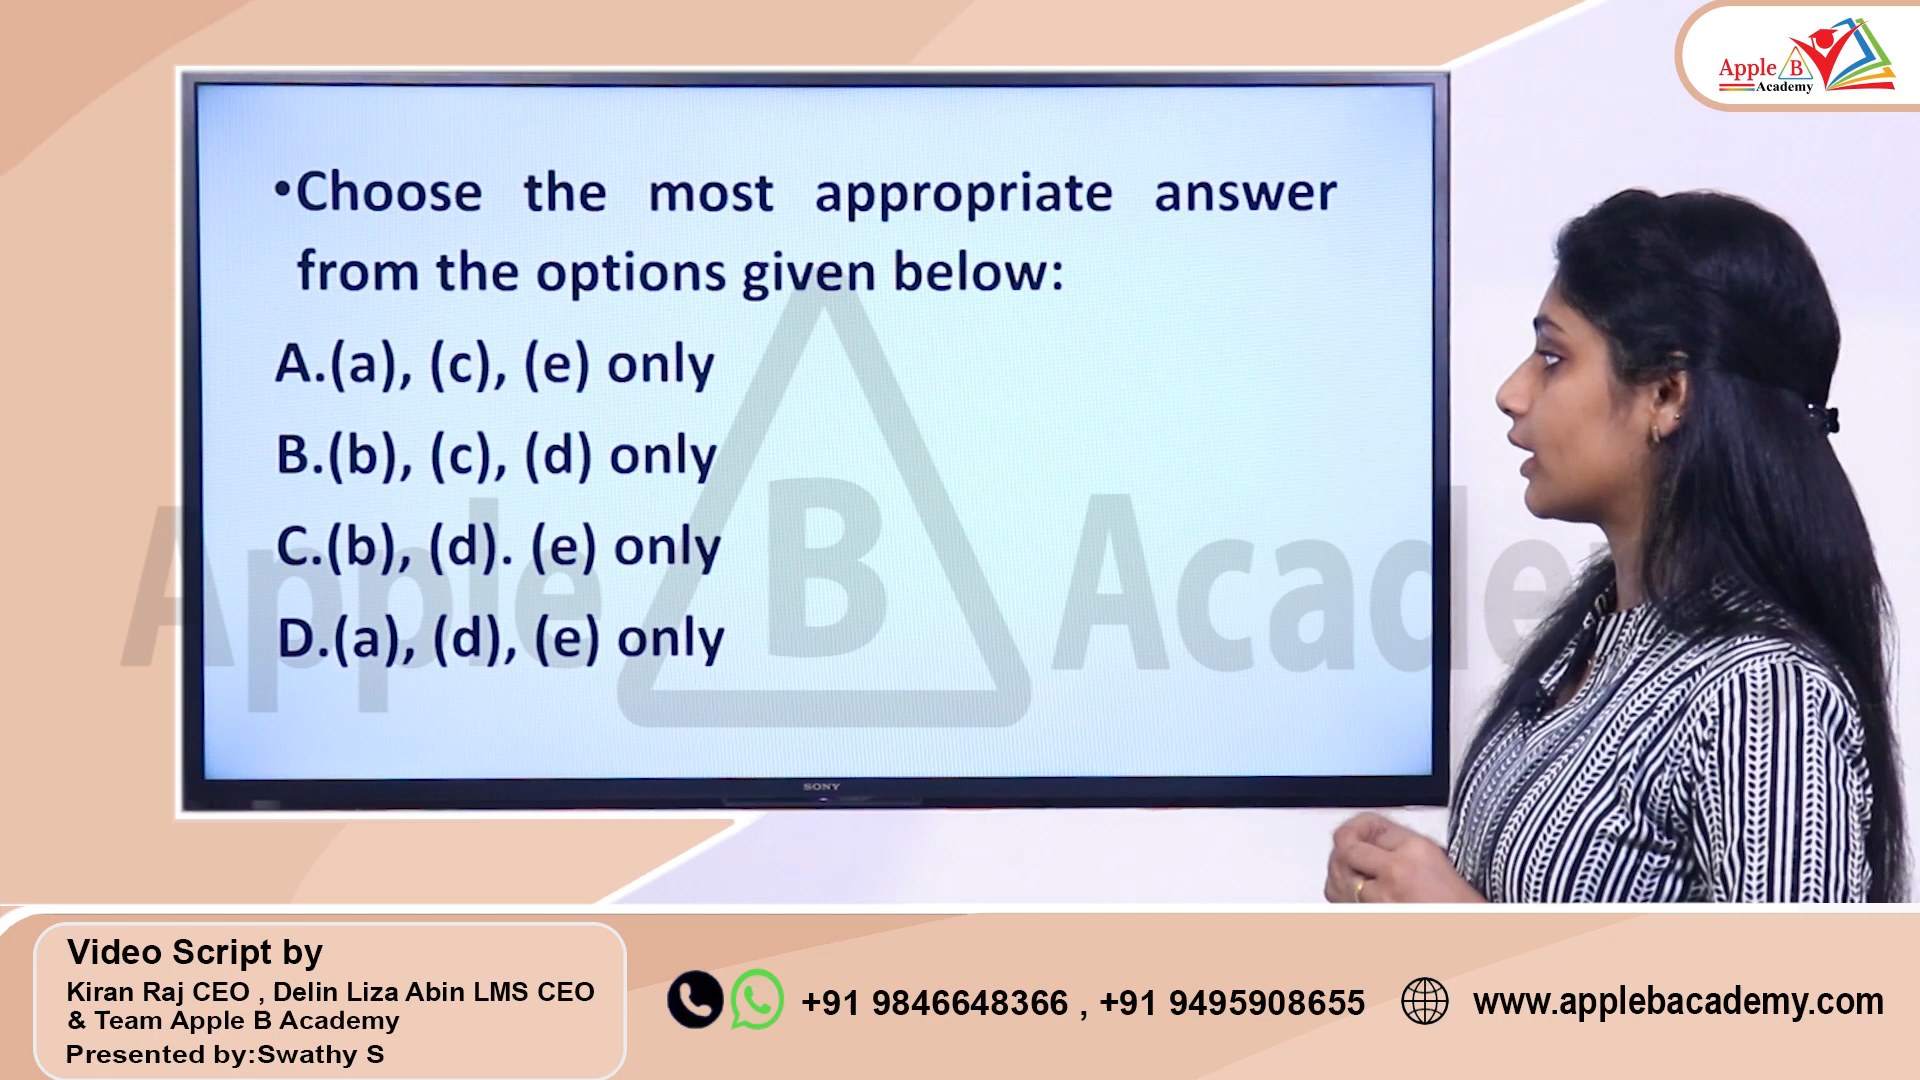 Apple B
Academy
•Choose the most appropriate answer
from the options given below:
A.(a), (c), (e) only
B.(b), (c), (d) only
C.(b), (d). (e) only
D.(a), (d), (e) only
Apple B Academ
SONY
Video Script by
Kiran Raj CEO , Delin Liza Abin LMS CEO
& Team Apple B Academy
Presented by:Swathy S
+91 9846648366 , +91 9495908655
www.applebacademy.com